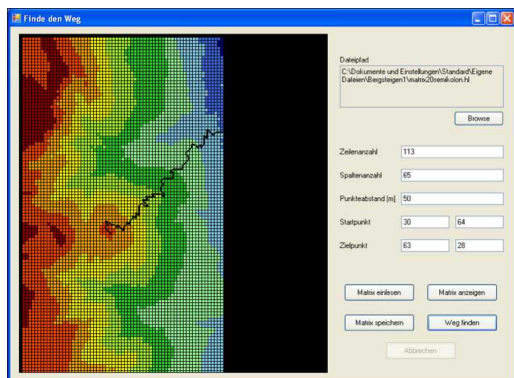 Finde den Weg
Dateipfad
C:\Dokumente und Einstellungen\Standard\Eigene
Dateien\Bergsteigen1\matrix20semikolon.hl
Browse
Zeilenanzahl 113
Spaltenanzahl 65
Punkteabstand [m] 50
Startpunkt 30 64
Zielpunkt 63 28
Matrix einlesen Matrix anzeigen
Matrix speichern Weg finden
Abbrechen